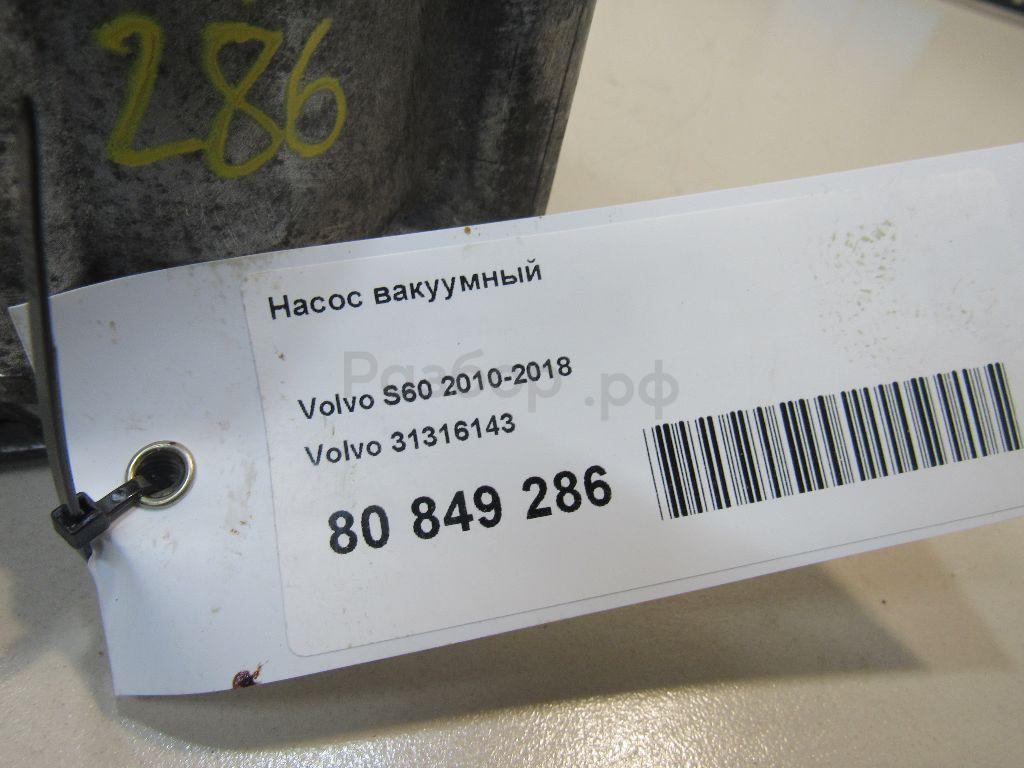 286
Насос вакуумный
Volvo S60 2010-2018
Разбор.рф
Volvo 31316143
80 849 286